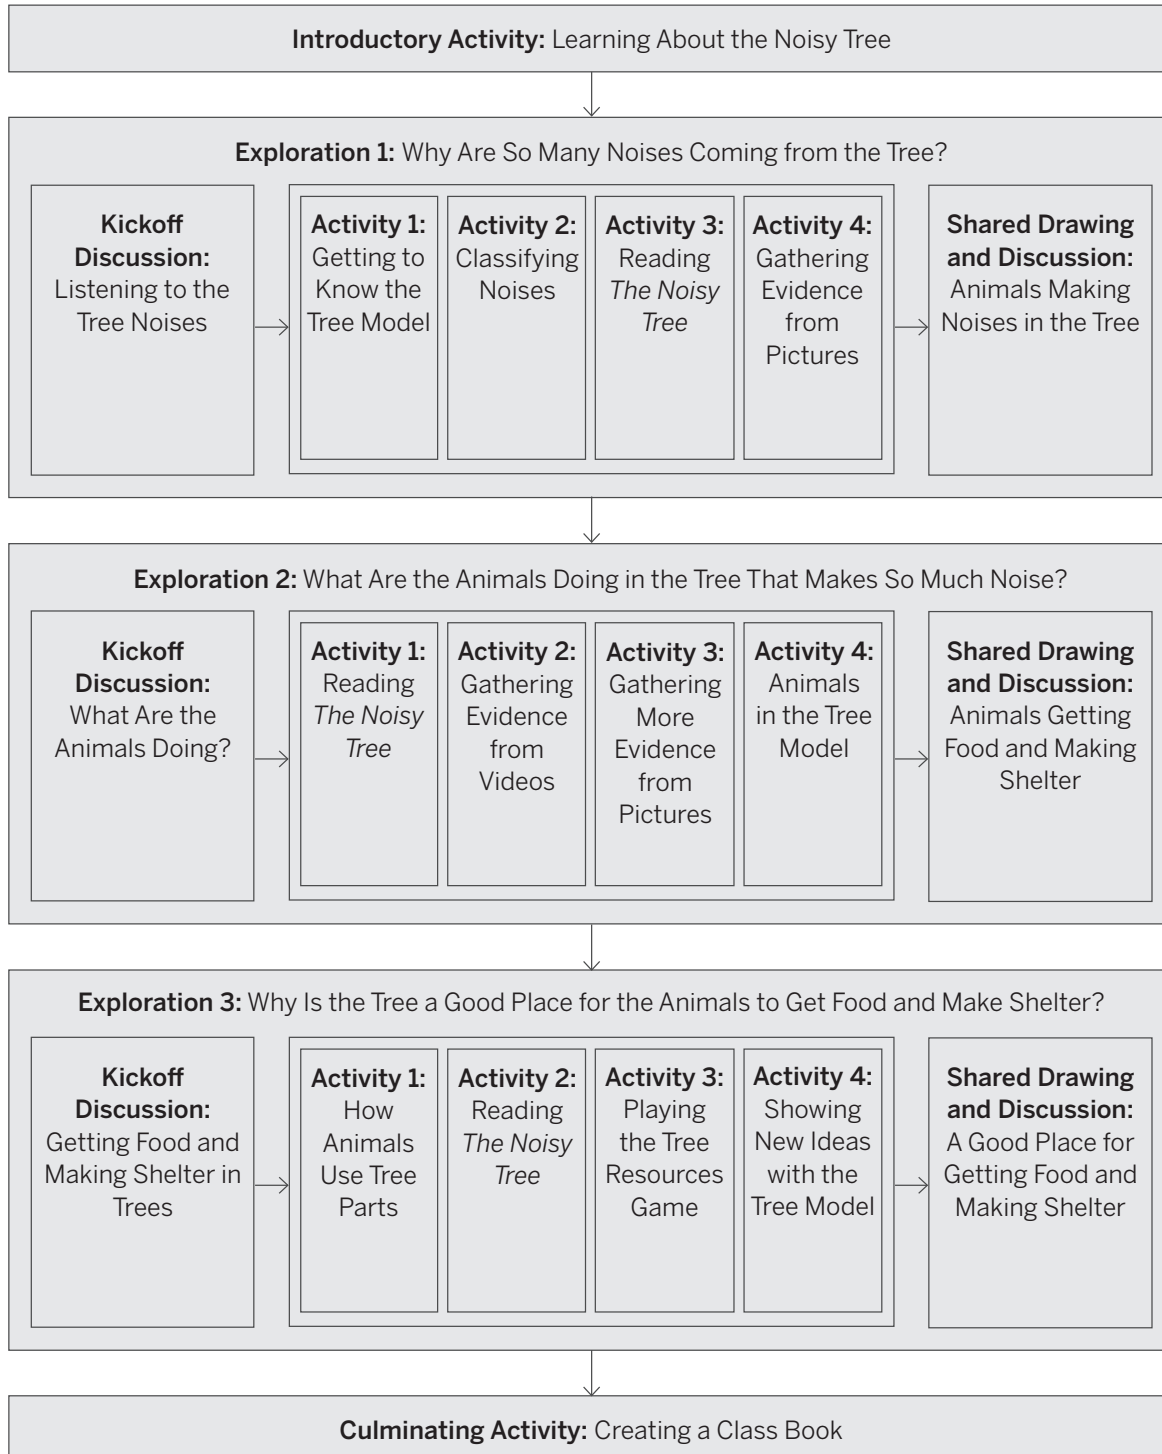 Introductory Activity: Learning About the Noisy Tree
Exploration 1: Why Are So Many Noises Coming from the Tree?
Kickoff
Discussion:
Listening to the
Tree Noises
Activity 1:
Getting to
Know the
Tree Model
Activity 2:
Classifying
Noises
Activity 3:
Reading
The Noisy
Tree
Activity 4:
Gathering
Evidence
from
Pictures
Shared Drawing
and Discussion:
Animals Making
Noises in the Tree
Exploration 2: What Are the Animals Doing in the Tree That Makes So Much Noise?
Kickoff
Discussion:
What Are the
Animals Doing?
Activity 1:
Reading
The Noisy
Tree
Activity 2:
Gathering
Evidence
from
Videos
Activity 3:
Gathering
More
Evidence
from
Pictures
Activity 4:
Animals
in the Tree
Model
Shared Drawing
and Discussion:
Animals Getting
Food and Making
Shelter
Exploration 3: Why Is the Tree a Good Place for the Animals to Get Food and Make Shelter?
Kickoff
Discussion:
Getting Food and
Making Shelter in
Trees
Activity 1:
How
Animals
Use Tree
Parts
Activity 2:
Reading
The Noisy
Tree
Activity 3:
Playing
the Tree
Resources
Game
Activity 4:
Showing
New Ideas
with the
Tree Model
Shared Drawing
and Discussion:
A Good Place for
Getting Food and
Making Shelter
Culminating Activity: Creating a Class Book